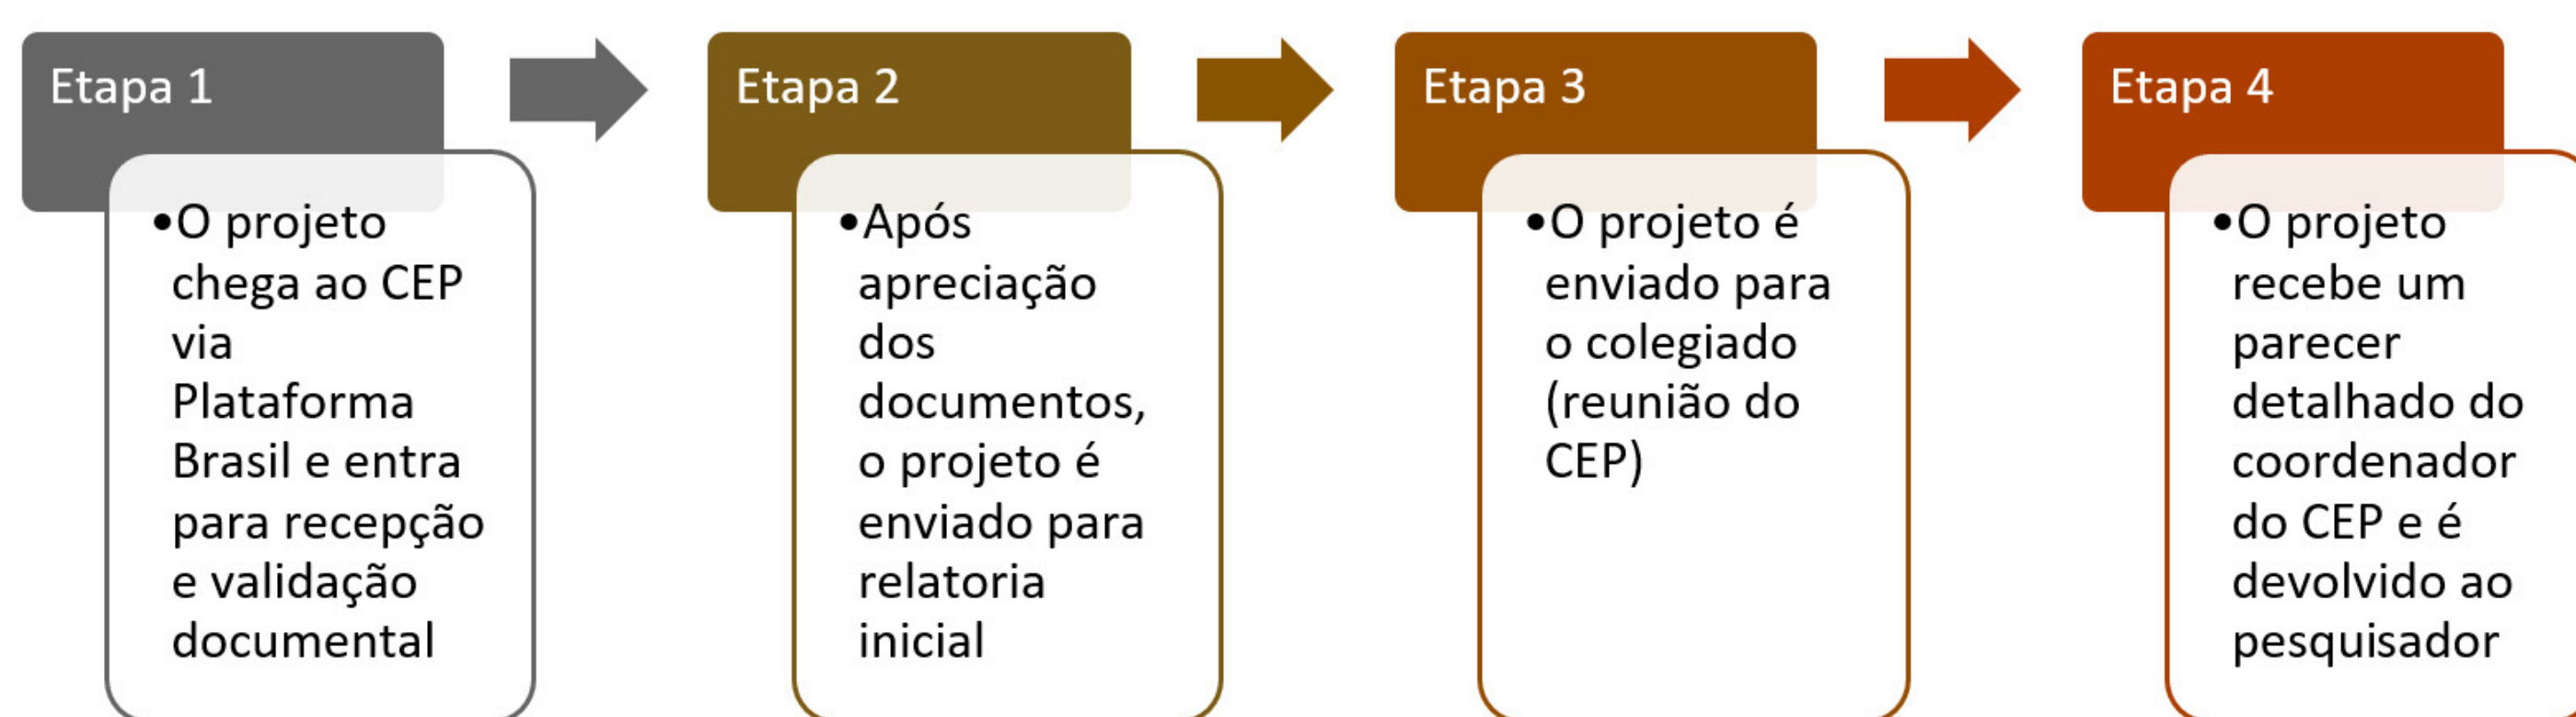 Etapa 1
•O projeto
chega ao CEP
via
Plataforma
Brasil e entra
para recepção
e validação
documental
Etapa 2
•Após
apreciação
dos
documentos,
o projeto é
enviado para
relatoria
inicial
Etapa 3
•O projeto é
enviado para
o colegiado
(reunião do
CEP)
Etapa 4
•O projeto
recebe um
parecer
detalhado do
coordenador
do CEP e é
devolvido ao
pesquisador